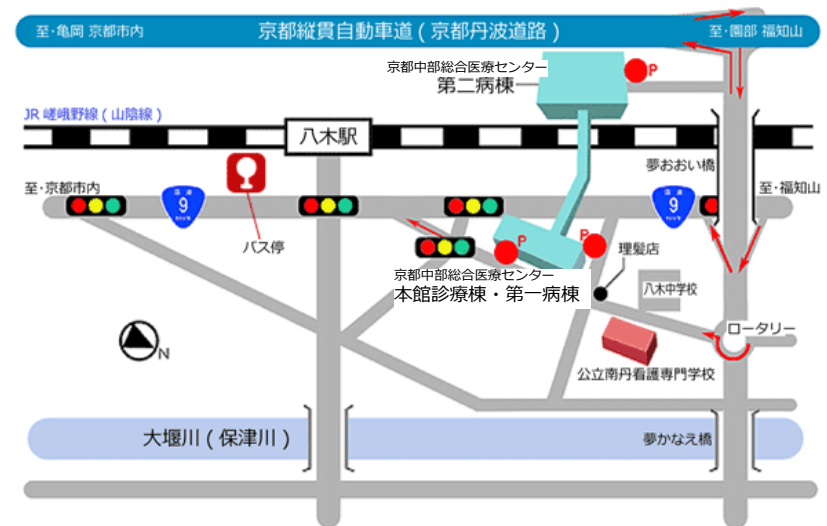 至・亀岡 京都市内
京都縦貫自動車道 ( 京都丹波道路 )
至・園部 福知山
京都中部総合医療センター
第二病棟
P
JR 嵯峨野線 ( 山陰線 )
八木駅
夢おおい橋
至・京都市内
国道
9
国道
9
至・福知山
バス停
P
P
理髪店
京都中部総合医療センター
本館診療棟・第一病棟
八木中学校
N
ロータリー
公立南丹看護専門学校
大堰川 ( 保津川 )
夢かなえ橋